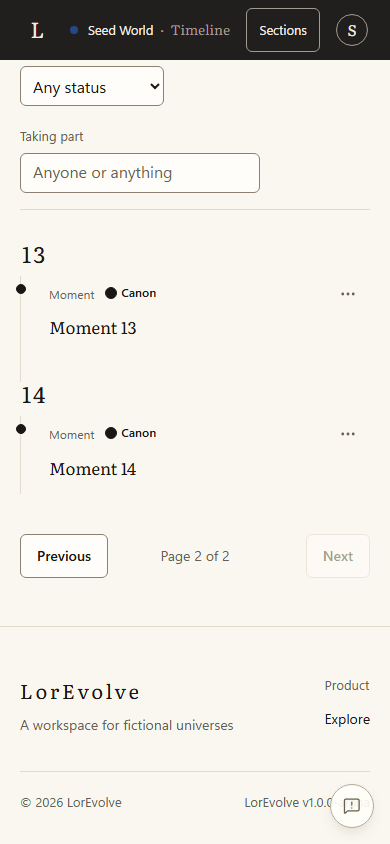 L
Seed World · Timeline
Sections
S
Any status
Taking part
Anyone or anything
13
Moment
Canon
Moment 13
14
Moment
Canon
Moment 14
Previous
Page 2 of 2
Next
LorEvolve
Product
A workspace for fictional universes
Explore
© 2026 LorEvolve
LorEvolve v1.0.0